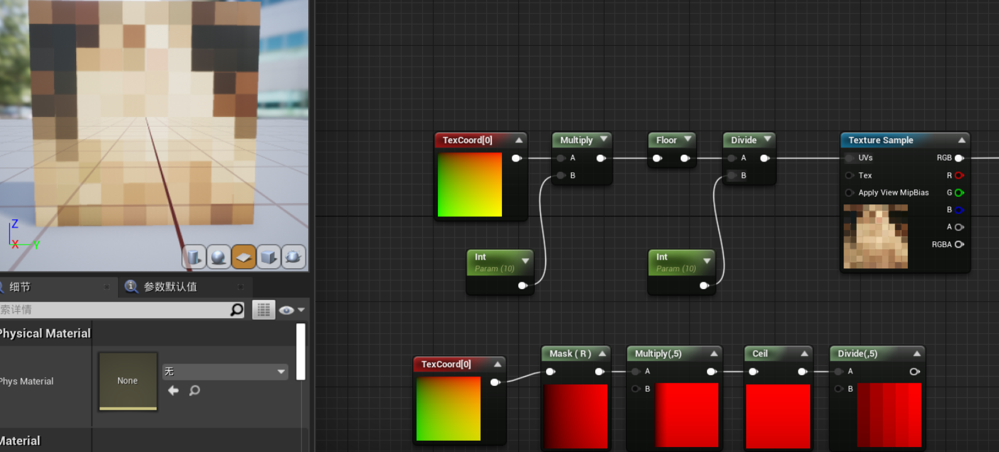 TexCoord[0]
Multiply
A
B
Floor
Divide
A
B
Texture Sample
UVs
RGB
Tex
R
Apply View MipBias
G
B
A
RGBA
Int
Param (10)
Int
Param (10)
Z
X
Y
细节
参数默认值
索详情
Physical Material
Phys Material
None
无
Material
TexCoord[0]
Mask ( R )
Multiply(,5)
A
B
Ceil
Divide(,5)
A
B